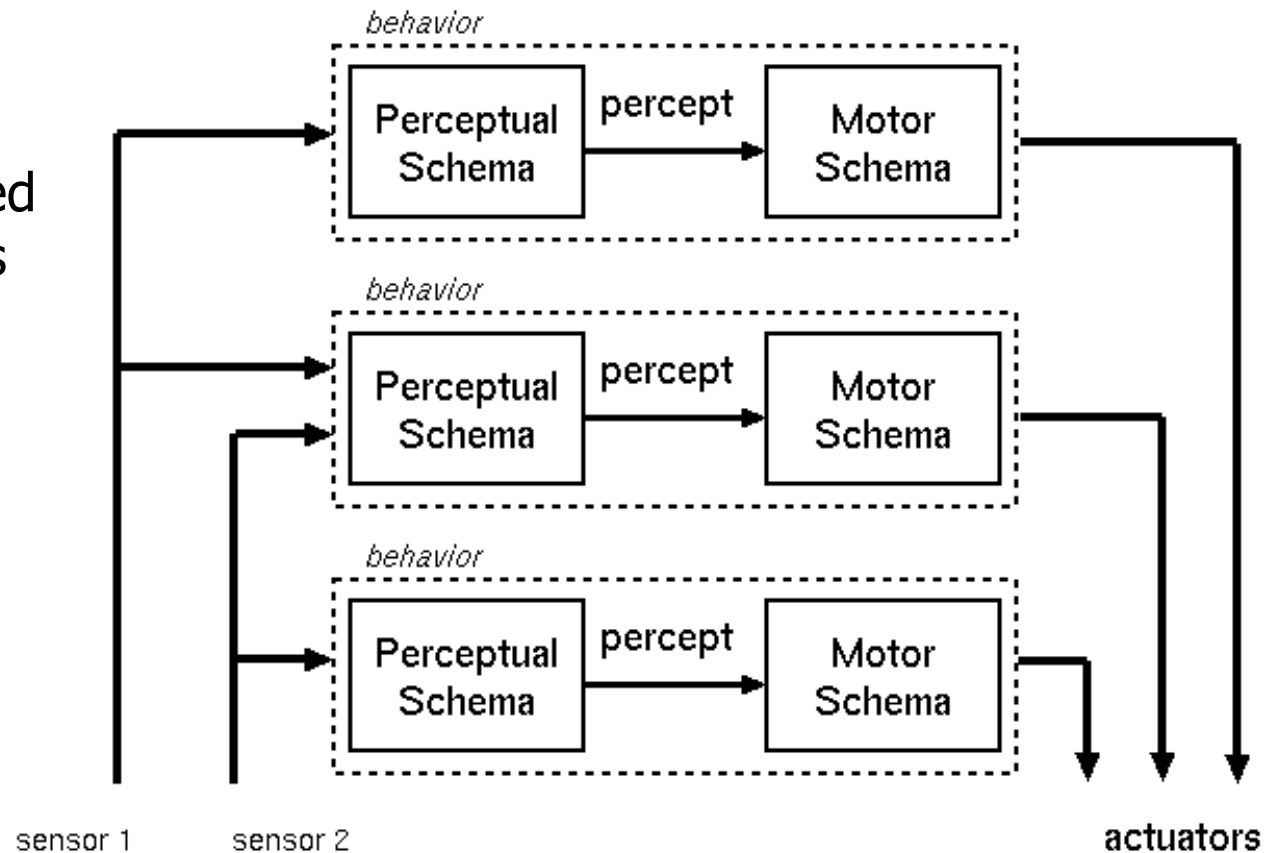 behavior
Perceptual
Schema
percept
Motor
Schema
ed
s
behavior
Perceptual
Schema
percept
Motor
Schema
behavior
Perceptual
Schema
percept
Motor
Schema
sensor 1
sensor 2
actuators